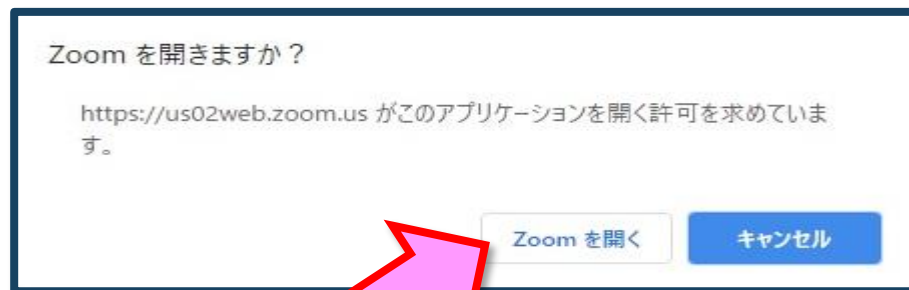 Zoom を開きますか？
https://us02web.zoom.us がこのアプリケーションを開く許可を求めていま
す。
Zoom を開く
キャンセル